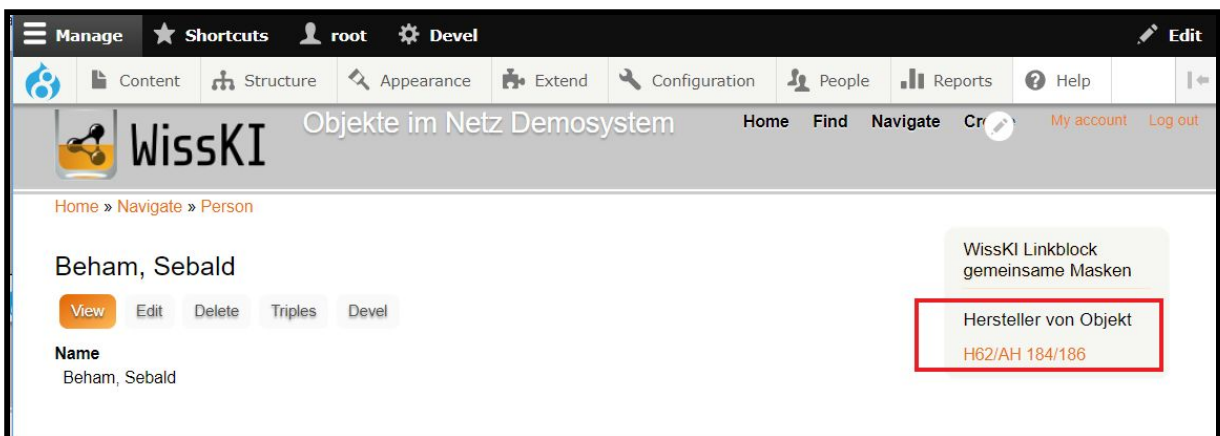 Manage Shortcuts root Devel Edit
Content Structure Appearance Extend Configuration People Reports Help
WissKI Objekte im Netz Demosystem Home Find Navigate My account Log out
Home » Navigate » Person
WissKI Linkblock
gemeinsame Masken
Beham, Sebald
View Edit Delete Triples Devel
Hersteller von Objekt
H62/AH 184/186
Name
Beham, Sebald